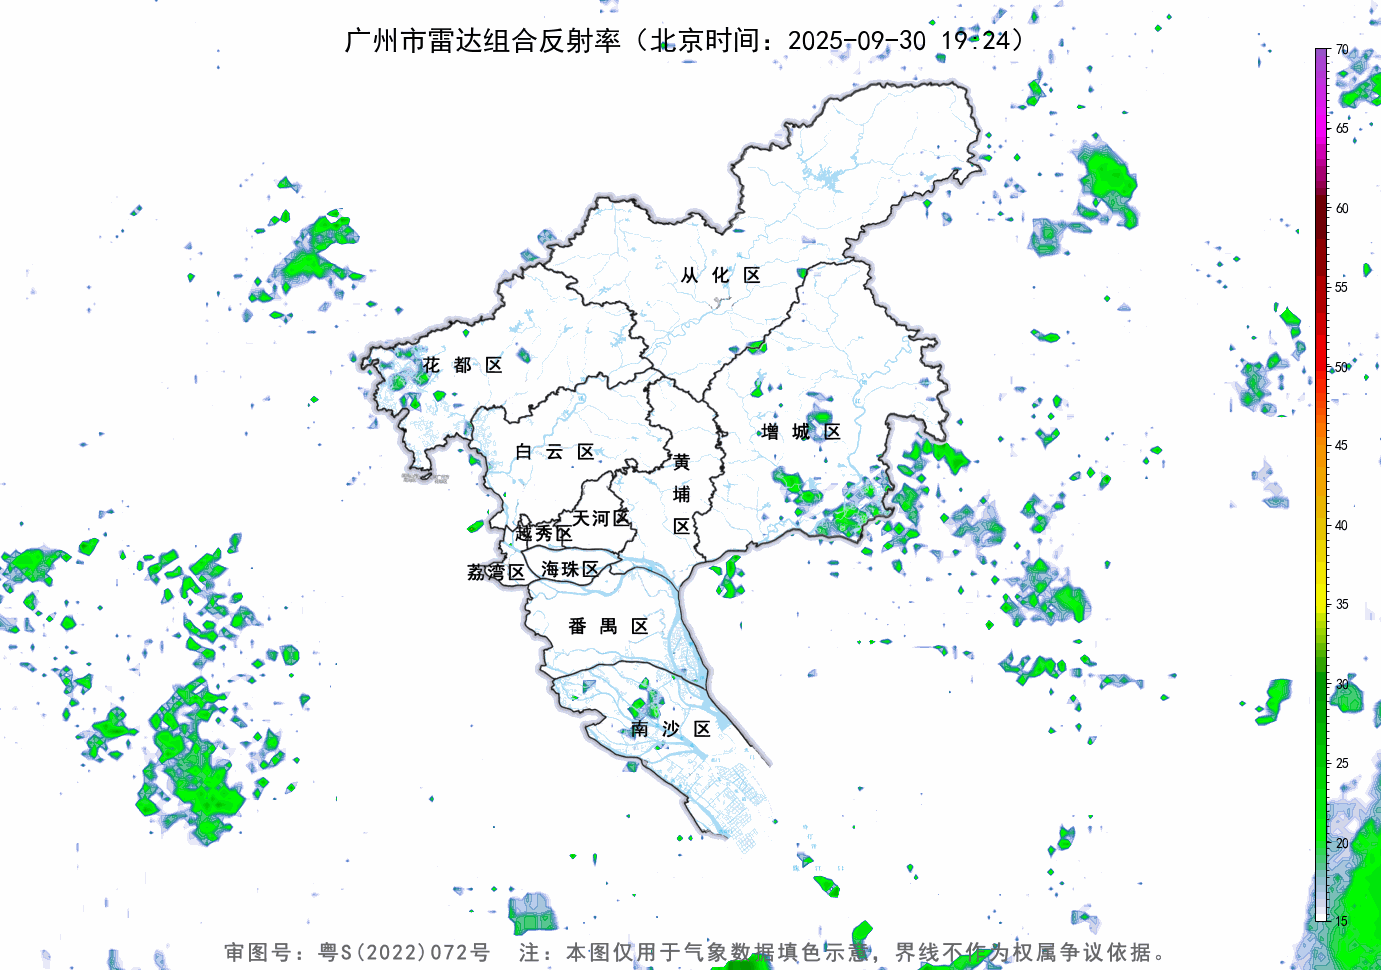 广州市雷达组合反射率（北京时间：2025-09-30 19:24）
70
65
60
55
50
45
40
35
30
25
20
15
从化区
花都区
增城区
白云区
黄埔区
天河区
越秀区
荔湾区
海珠区
番禺区
南沙区
审图号：粤S(2022)072号 注：本图仅用于气象数据填色示意，界线不作为权属争议依据。